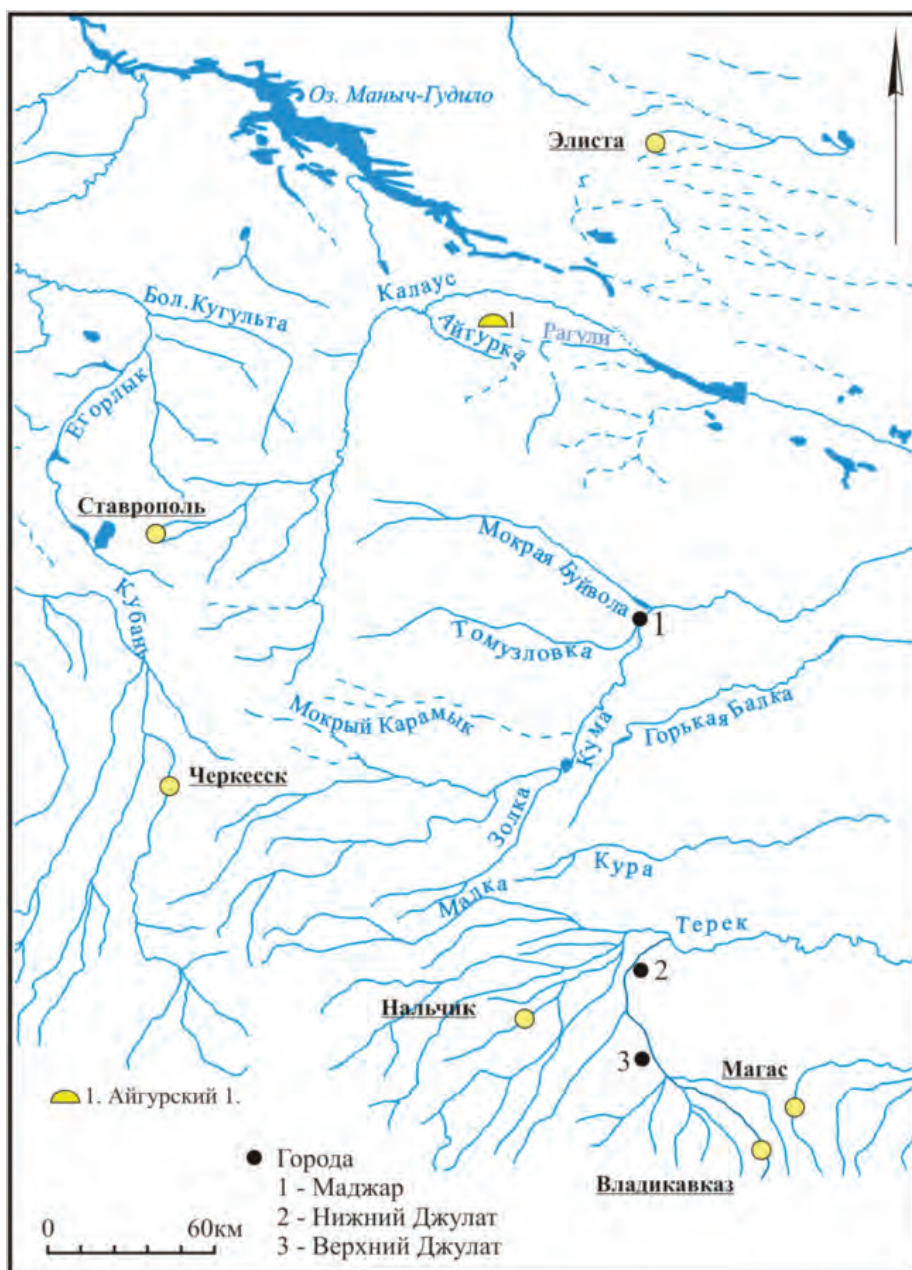 Оз. Маныч-Гудило
Элиста
Калаус
Бол.Кугульта
1
Айгурка
Рагули
Егорлык
Ставрополь
Мокрая Буйвола
Кубань
1
Томузловка
Мокрый Карамык
Кума
Горькая Балка
Черкесск
Золка
Кура
Малка
Терек
2
Нальчик
3
Магас
1. Айгурский 1.
Города
1 - Маджар
Владикавказ
2 - Нижний Джулат
0 60км
3 - Верхний Джулат